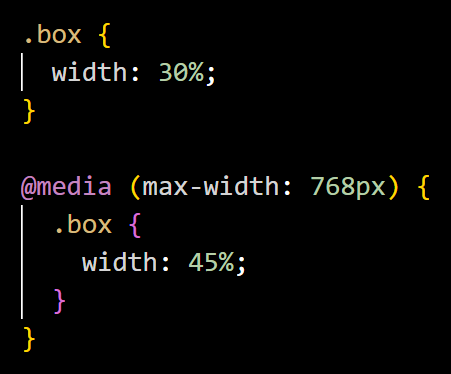 .box {
  width: 30%;
}

@media (max-width: 768px) {
  .box {
    width: 45%;
  }
}